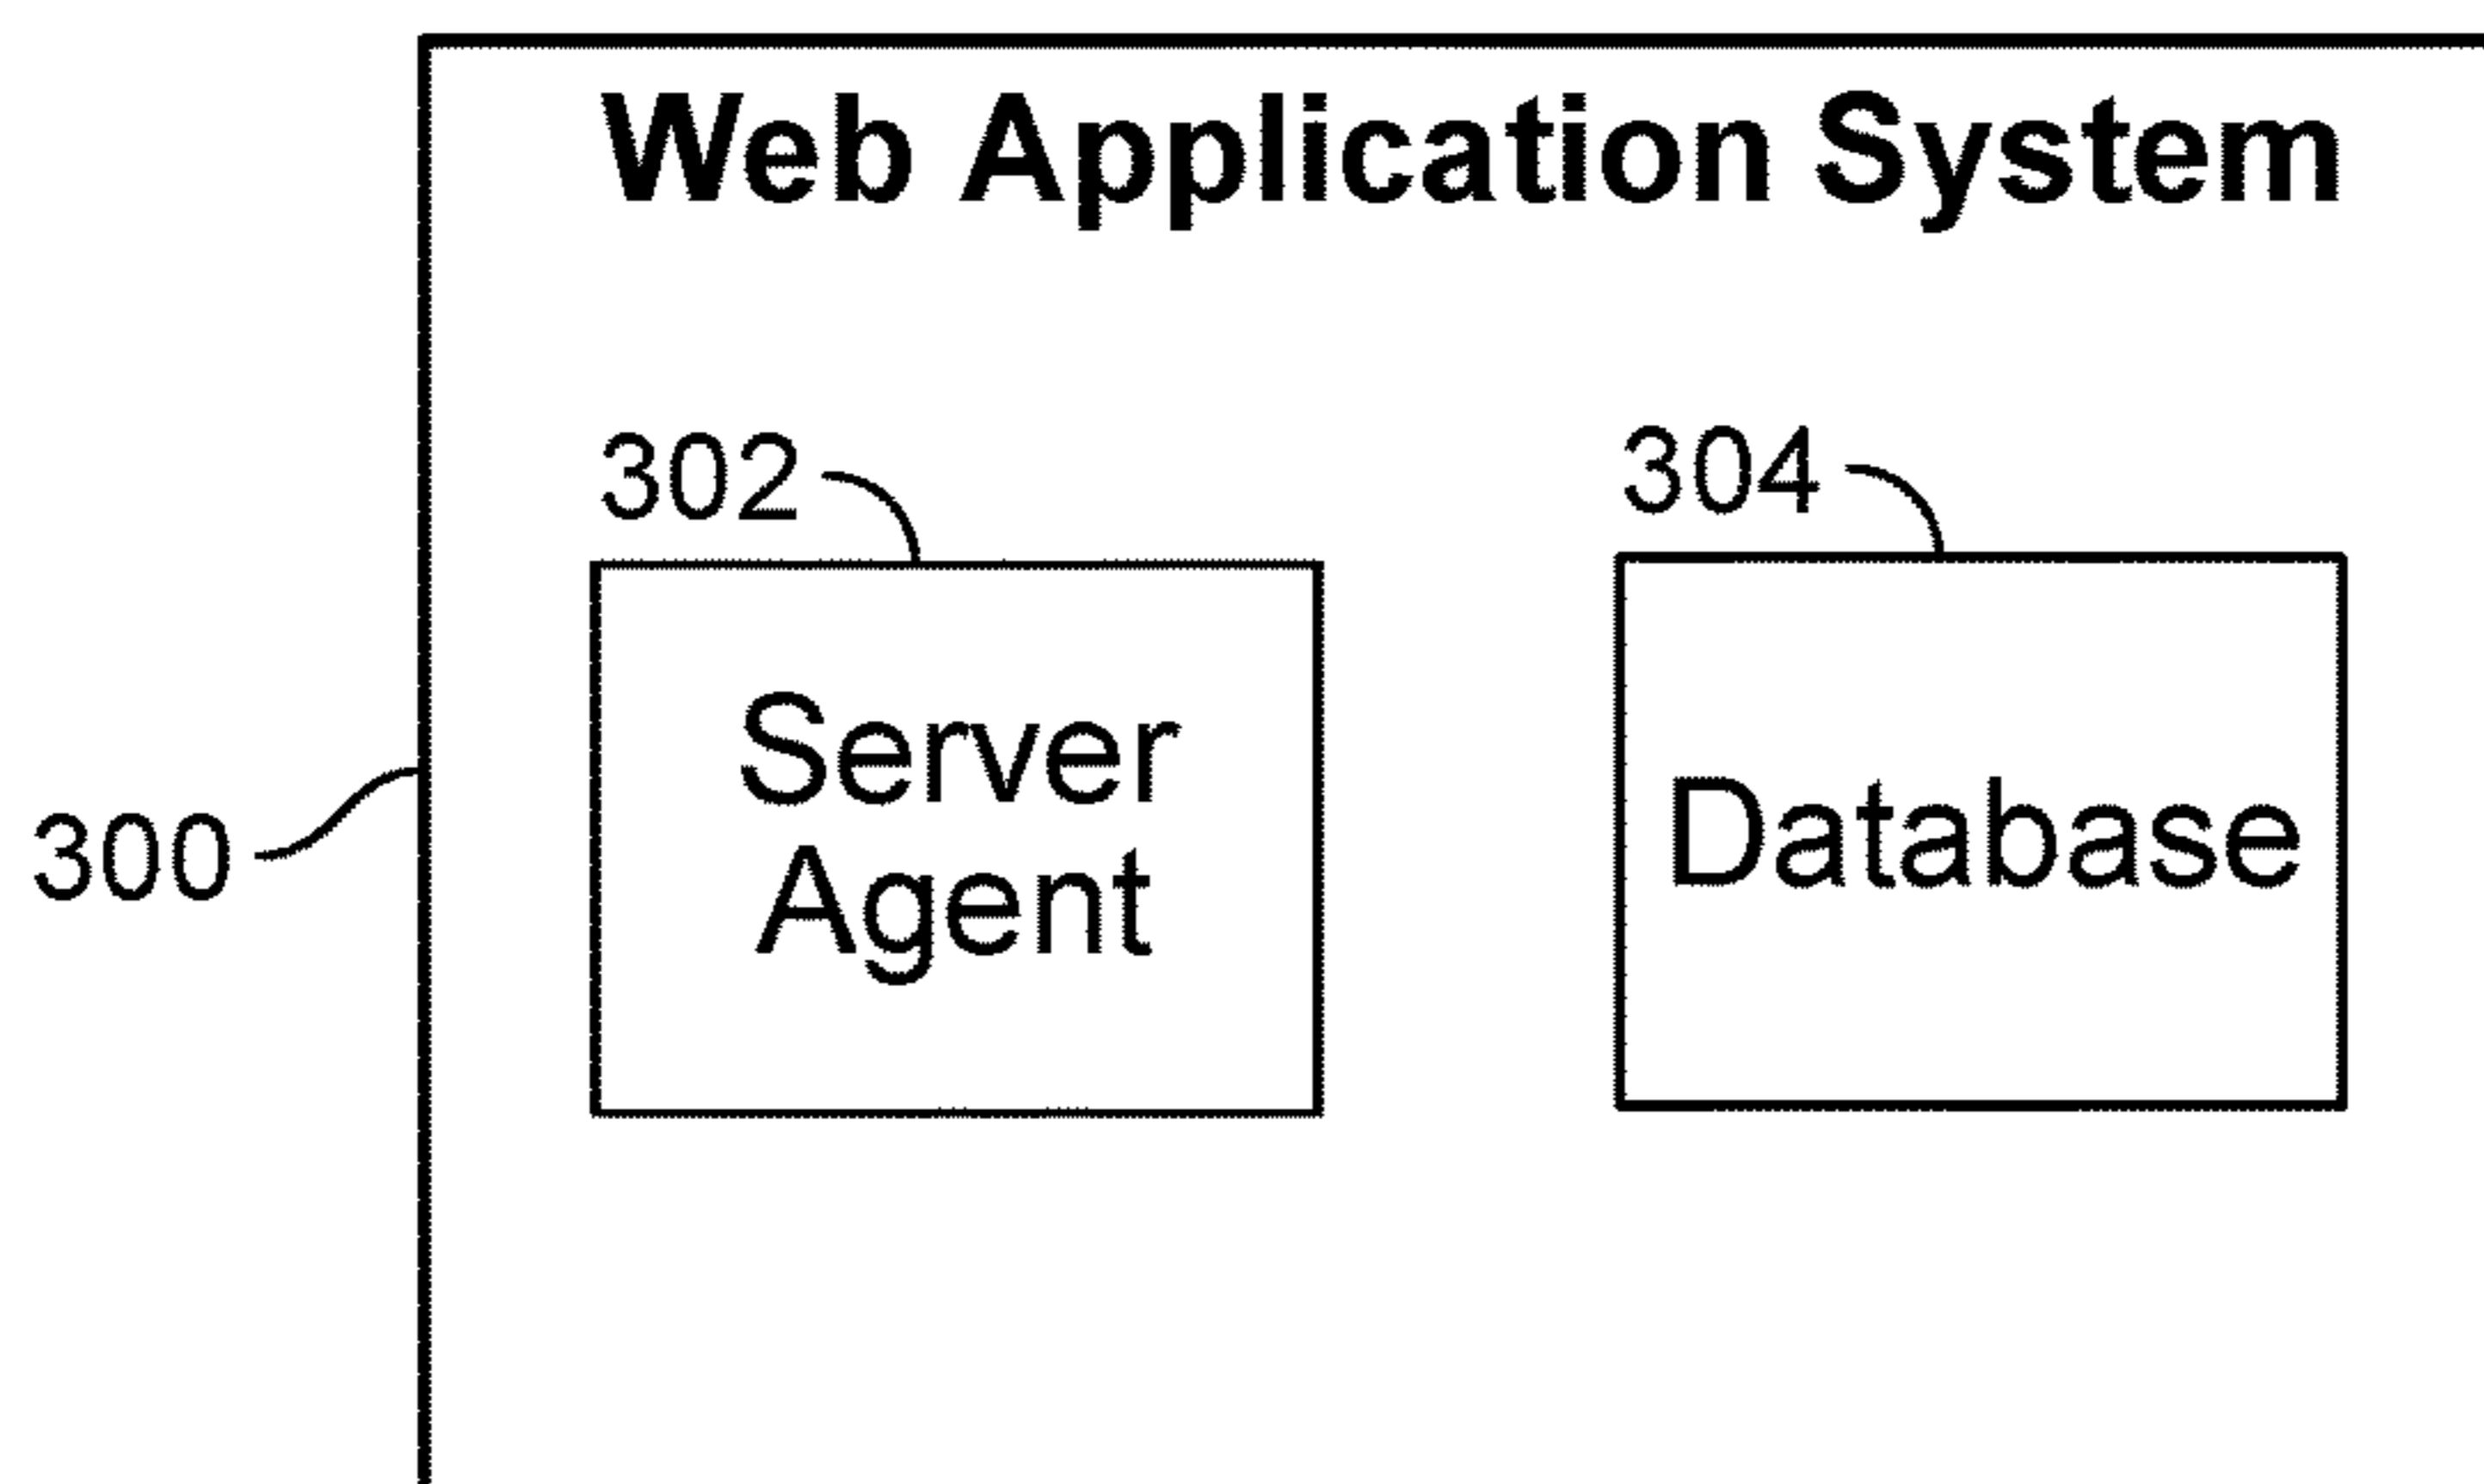 Web Application System
302
304
Server
Agent
Database
300